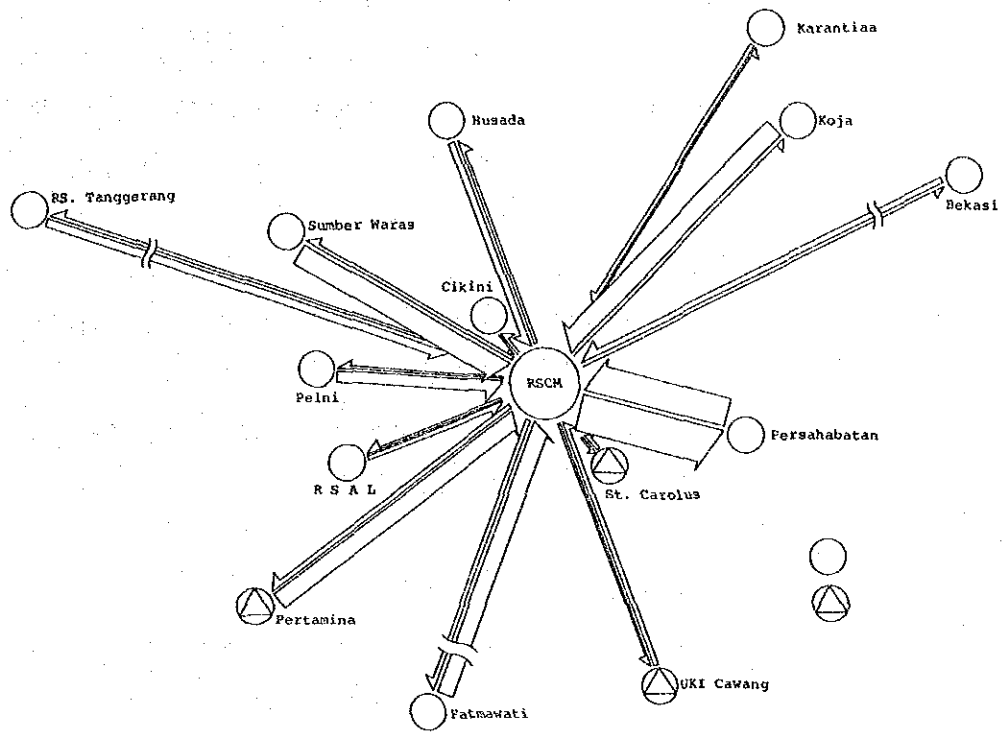 Karantiaa
Husada
Koja
RS. Tanggerang
Bekasi
Sumber Waras
Cikini
RSCM
Pelni
Persahabatan
R S A L
St. Carolus
Pertamina
UKI Cawang
Fatmawati